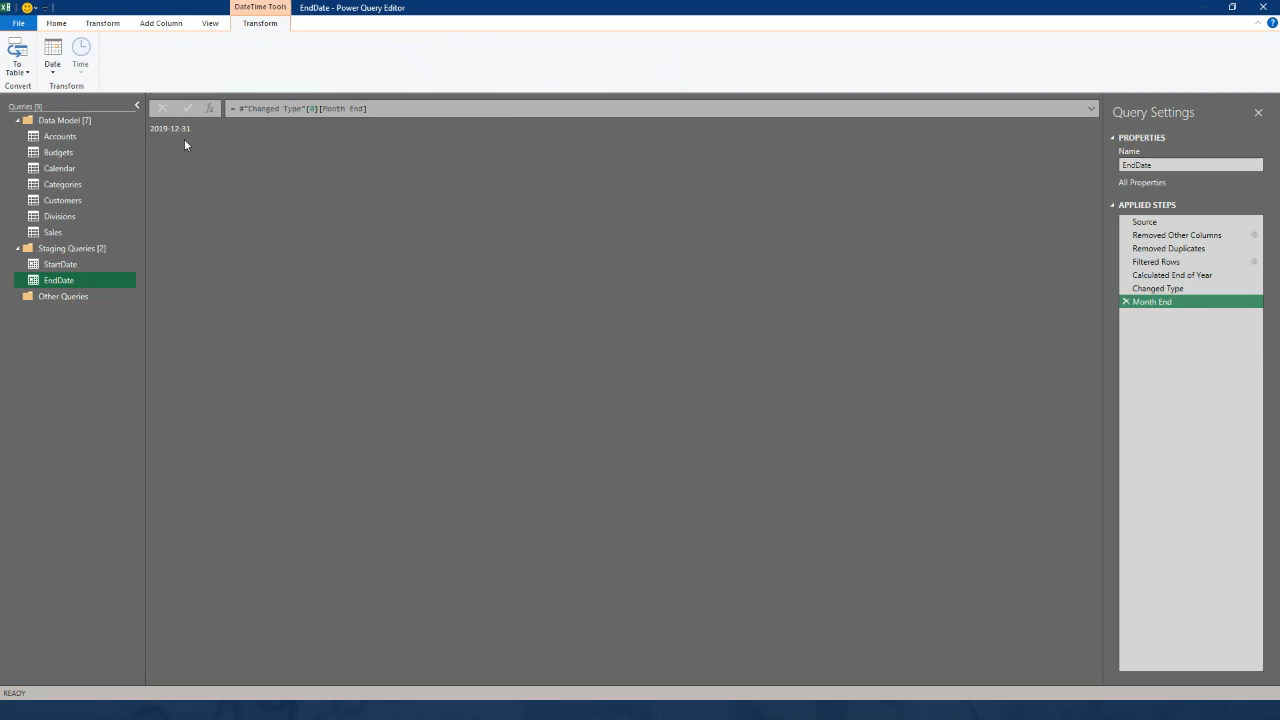 DateTime Tools
EndDate - Power Query Editor
File Home Transform Add Column View Transform
To Table
Date
Time
Convert
Transform
Queries [9]
Data Model [7]
Accounts
Budgets
Calendar
Categories
Customers
Divisions
Sales
Staging Queries [2]
StartDate
EndDate
Other Queries
fx
= #"Changed Type"{0}[Month End]
2019-12-31
Query Settings
PROPERTIES
Name
EndDate
All Properties
APPLIED STEPS
Source
Removed Other Columns
Removed Duplicates
Filtered Rows
Calculated End of Year
Changed Type
Month End
READY